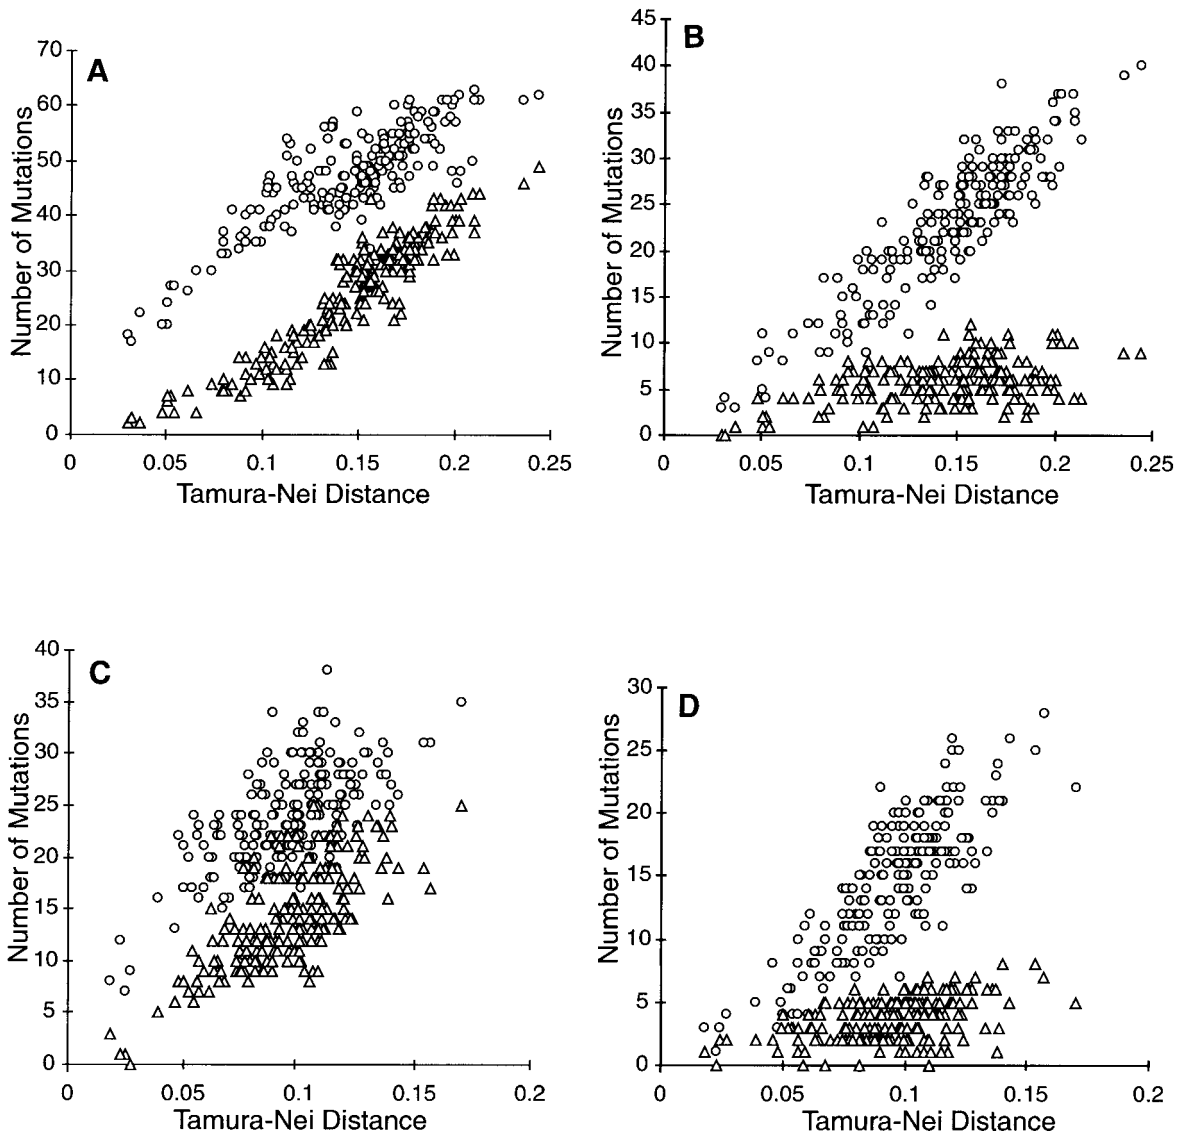 A
70
60
50
40
30
20
10
0
Number of Mutations
0 0.05 0.1 0.15 0.2 0.25
Tamura-Nei Distance
B
45
40
35
30
25
20
15
10
5
0
Number of Mutations
0 0.05 0.1 0.15 0.2 0.25
Tamura-Nei Distance
C
40
35
30
25
20
15
10
5
0
Number of Mutations
0 0.05 0.1 0.15 0.2
Tamura-Nei Distance
D
30
25
20
15
10
5
0
Number of Mutations
0 0.05 0.1 0.15 0.2
Tamura-Nei Distance